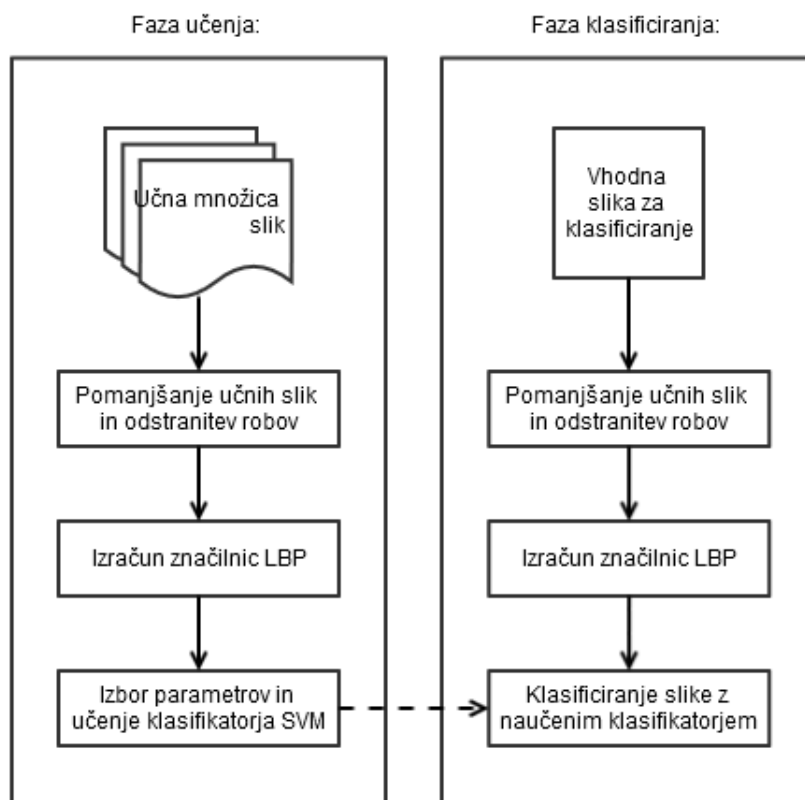 Faza učenja:
Učna množica
slik
Pomanjšanje učnih slik
in odstranitev robov
Izračun značilnic LBP
Izbor parametrov in
učenje klasifikatorja SVM
Faza klasificiranja:
Vhodna
slika za
klasificiranje
Pomanjšanje učnih slik
in odstranitev robov
Izračun značilnic LBP
Klasificiranje slike z
naučenim klasifikatorjem